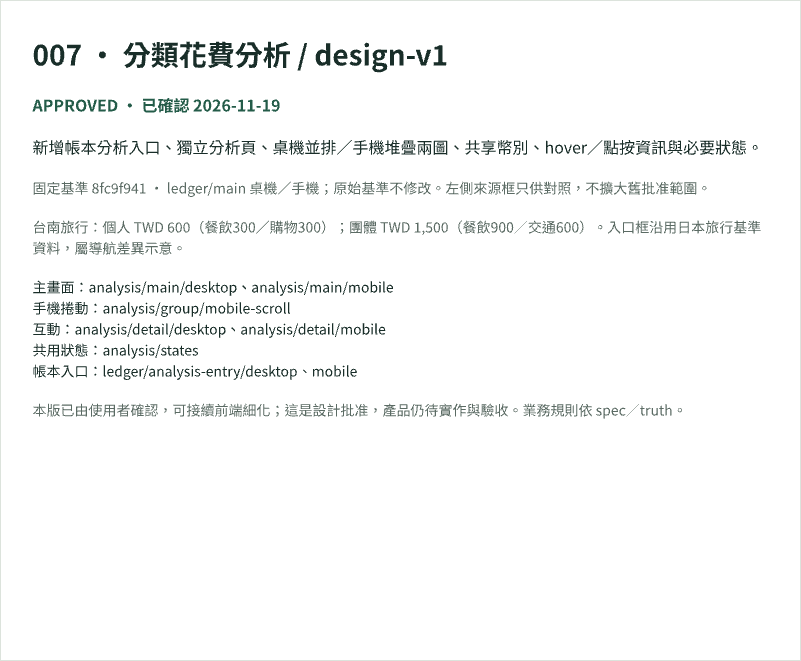 007 · 分類花費分析 / design-v1
APPROVED · 已確認 2026-11-19
新增帳本分析入口、獨立分析頁、桌機並排／手機堆疊兩圖、共享幣別、hover／點按資訊與必要狀態。
固定基準 8fc9f941 · ledger/main 桌機／手機；原始基準不修改。左側來源框只供對照，不擴大舊批准範圍。
台南旅行：個人 TWD 600（餐飲300／購物300）；團體 TWD 1,500（餐飲900／交通600）。入口框沿用日本旅行基準
資料，屬導航差異示意。
主畫面：analysis/main/desktop、analysis/main/mobile
手機捲動：analysis/group/mobile-scroll
互動：analysis/detail/desktop、analysis/detail/mobile
共用狀態：analysis/states
帳本入口：ledger/analysis-entry/desktop、mobile
本版已由使用者確認，可接續前端細化；這是設計批准，產品仍待實作與驗收。業務規則依 spec／truth。